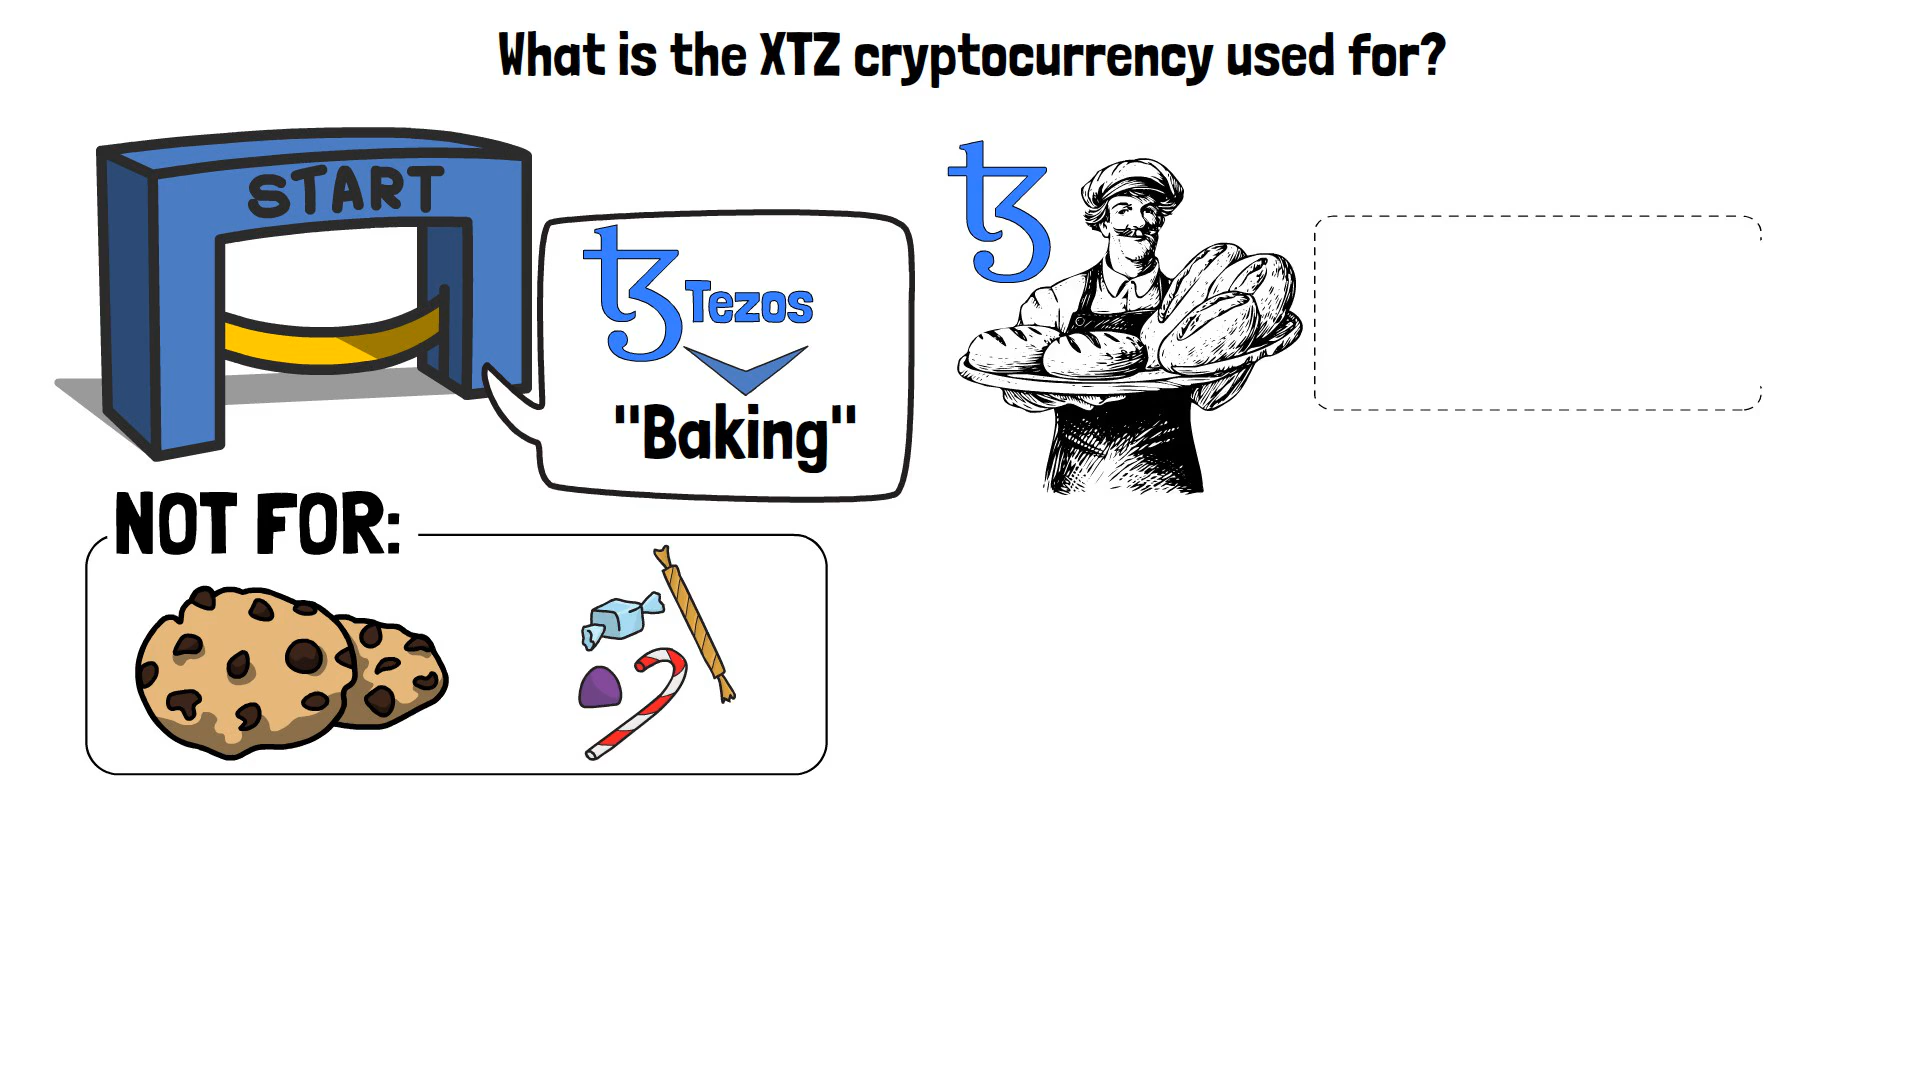 What is the XTZ cryptocurrency used for?
START
ꜩ Tezos
"Baking"
ꜩ
NOT FOR: